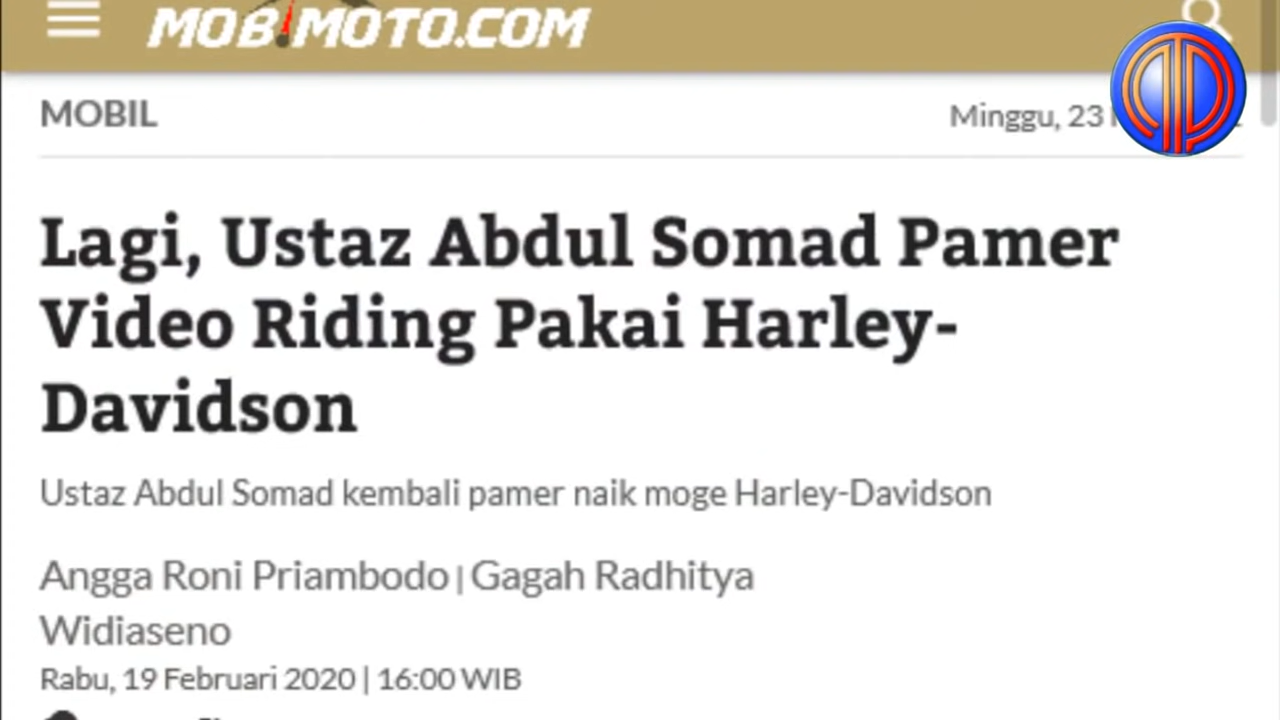 MOBIMOTO.COM
MOBIL
Minggu, 23
Lagi, Ustaz Abdul Somad Pamer
Video Riding Pakai Harley-
Davidson
Ustaz Abdul Somad kembali pamer naik moge Harley-Davidson
Angga Roni Priambodo | Gagah Radhitya
Widiaseno
Rabu, 19 Februari 2020 | 16:00 WIB